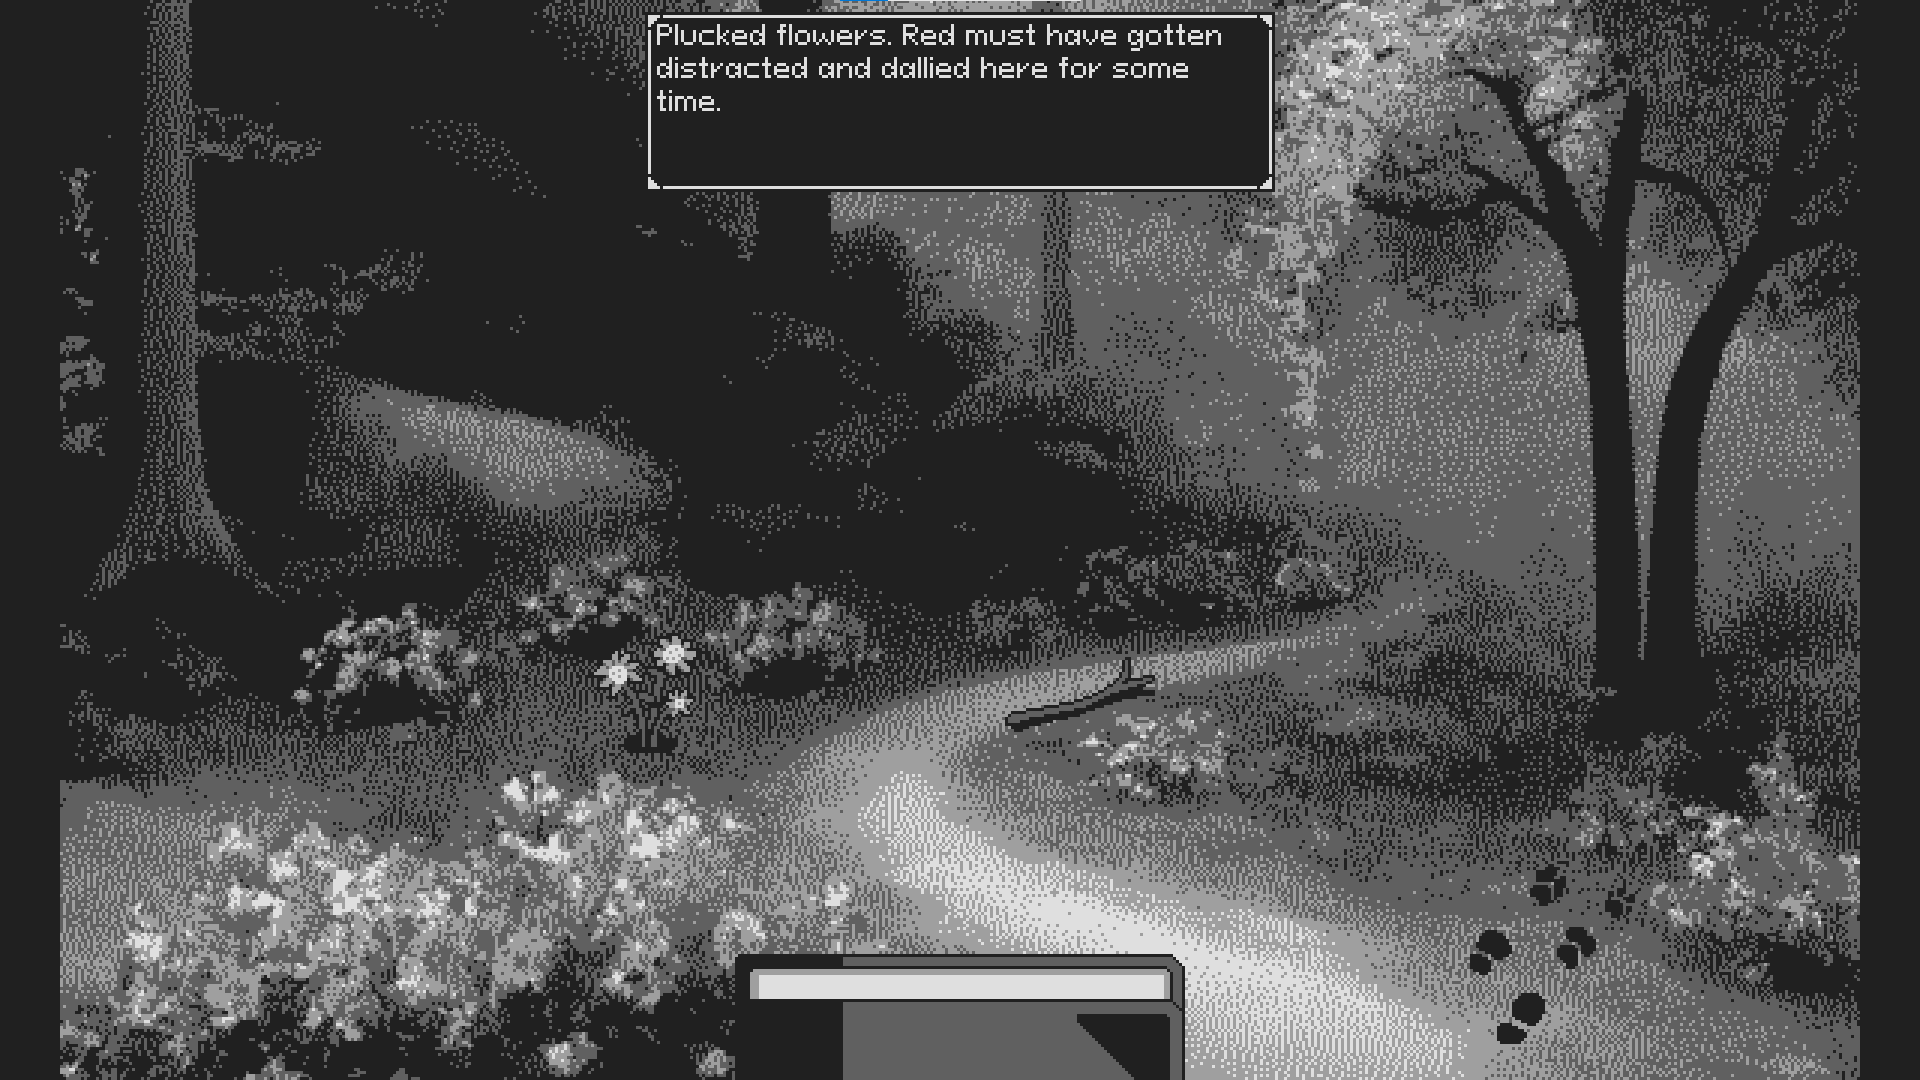 Plucked flowers. Red must have gotten
distracted and dallied here for some
time.